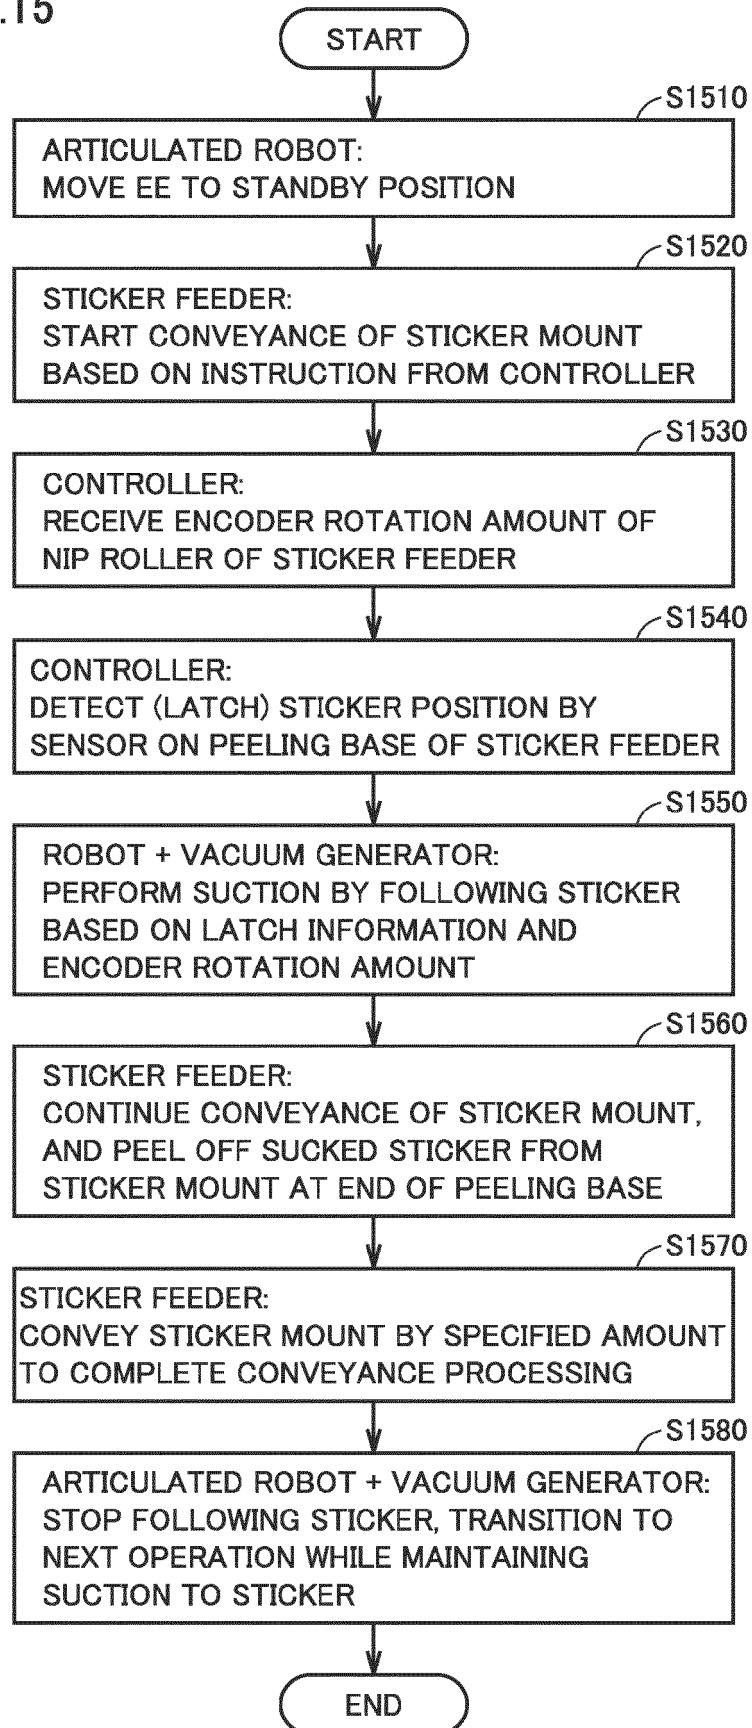 .15
START
S1510
ARTICULATED ROBOT:
MOVE EE TO STANDBY POSITION
S1520
STICKER FEEDER:
START CONVEYANCE OF STICKER MOUNT
BASED ON INSTRUCTION FROM CONTROLLER
S1530
CONTROLLER:
RECEIVE ENCODER ROTATION AMOUNT OF
NIP ROLLER OF STICKER FEEDER
S1540
CONTROLLER:
DETECT (LATCH) STICKER POSITION BY
SENSOR ON PEELING BASE OF STICKER FEEDER
S1550
ROBOT + VACUUM GENERATOR:
PERFORM SUCTION BY FOLLOWING STICKER
BASED ON LATCH INFORMATION AND
ENCODER ROTATION AMOUNT
S1560
STICKER FEEDER:
CONTINUE CONVEYANCE OF STICKER MOUNT,
AND PEEL OFF SUCKED STICKER FROM
STICKER MOUNT AT END OF PEELING BASE
S1570
STICKER FEEDER:
CONVEY STICKER MOUNT BY SPECIFIED AMOUNT
TO COMPLETE CONVEYANCE PROCESSING
S1580
ARTICULATED ROBOT + VACUUM GENERATOR:
STOP FOLLOWING STICKER, TRANSITION TO
NEXT OPERATION WHILE MAINTAINING
SUCTION TO STICKER
END